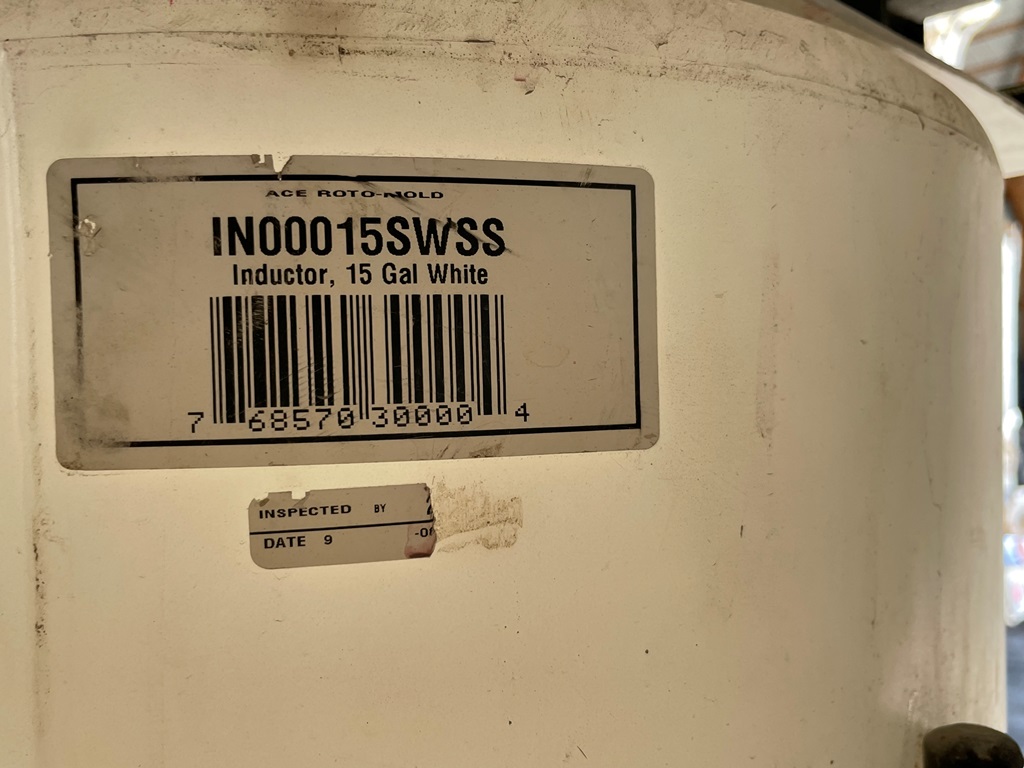 ACE ROTO-MOLD
IN00015SWSS
Inductor, 15 Gal White
7 68570 30000 4
INSPECTED BY
DATE 9